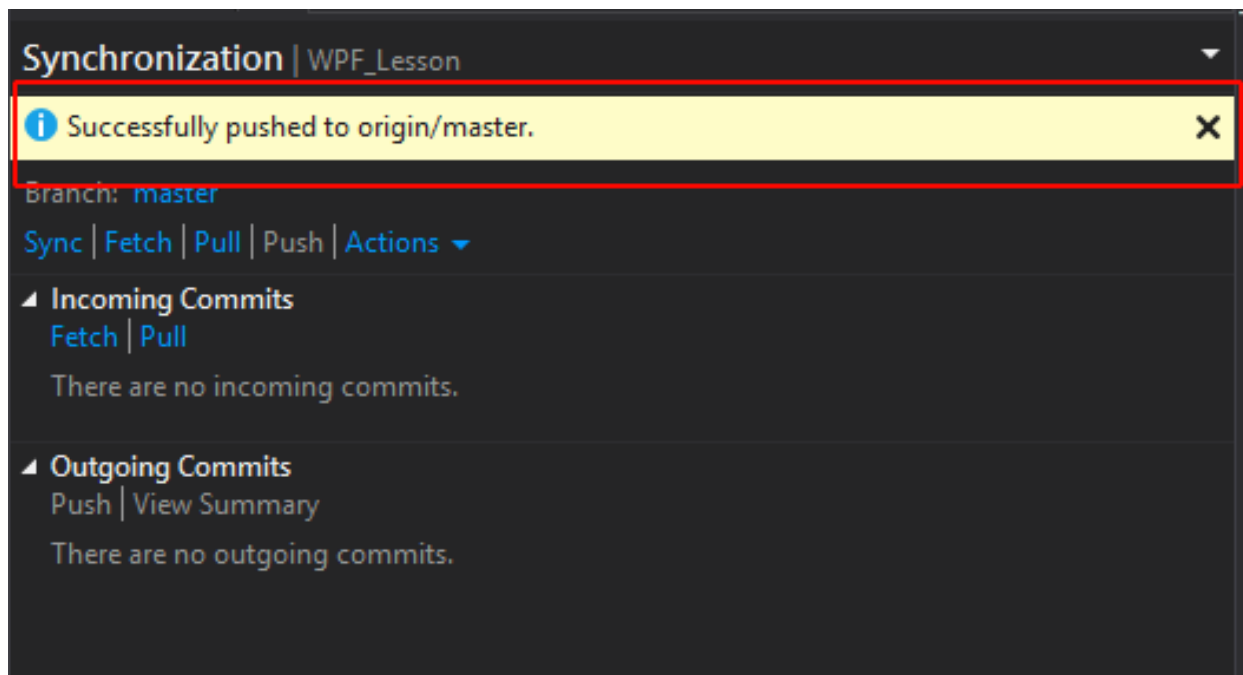 Synchronization | WPF_Lesson
Successfully pushed to origin/master.
Branch: master
Sync | Fetch | Pull | Push | Actions
Incoming Commits
Fetch | Pull
There are no incoming commits.
Outgoing Commits
Push | View Summary
There are no outgoing commits.